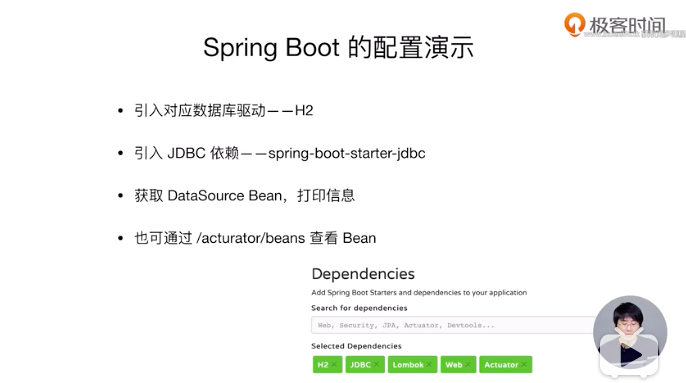 极客时间
Spring Boot 的配置演示
• 引入对应数据库驱动——H2
• 引入 JDBC 依赖——spring-boot-starter-jdbc
• 获取 DataSource Bean，打印信息
• 也可通过 /acturator/beans 查看 Bean
Dependencies
Add Spring Boot Starters and dependencies to your application
Search for dependencies
Web, Security, JPA, Actuator, Devtools...
Selected Dependencies
H2 × JDBC × Lombok × Web × Actuator ×